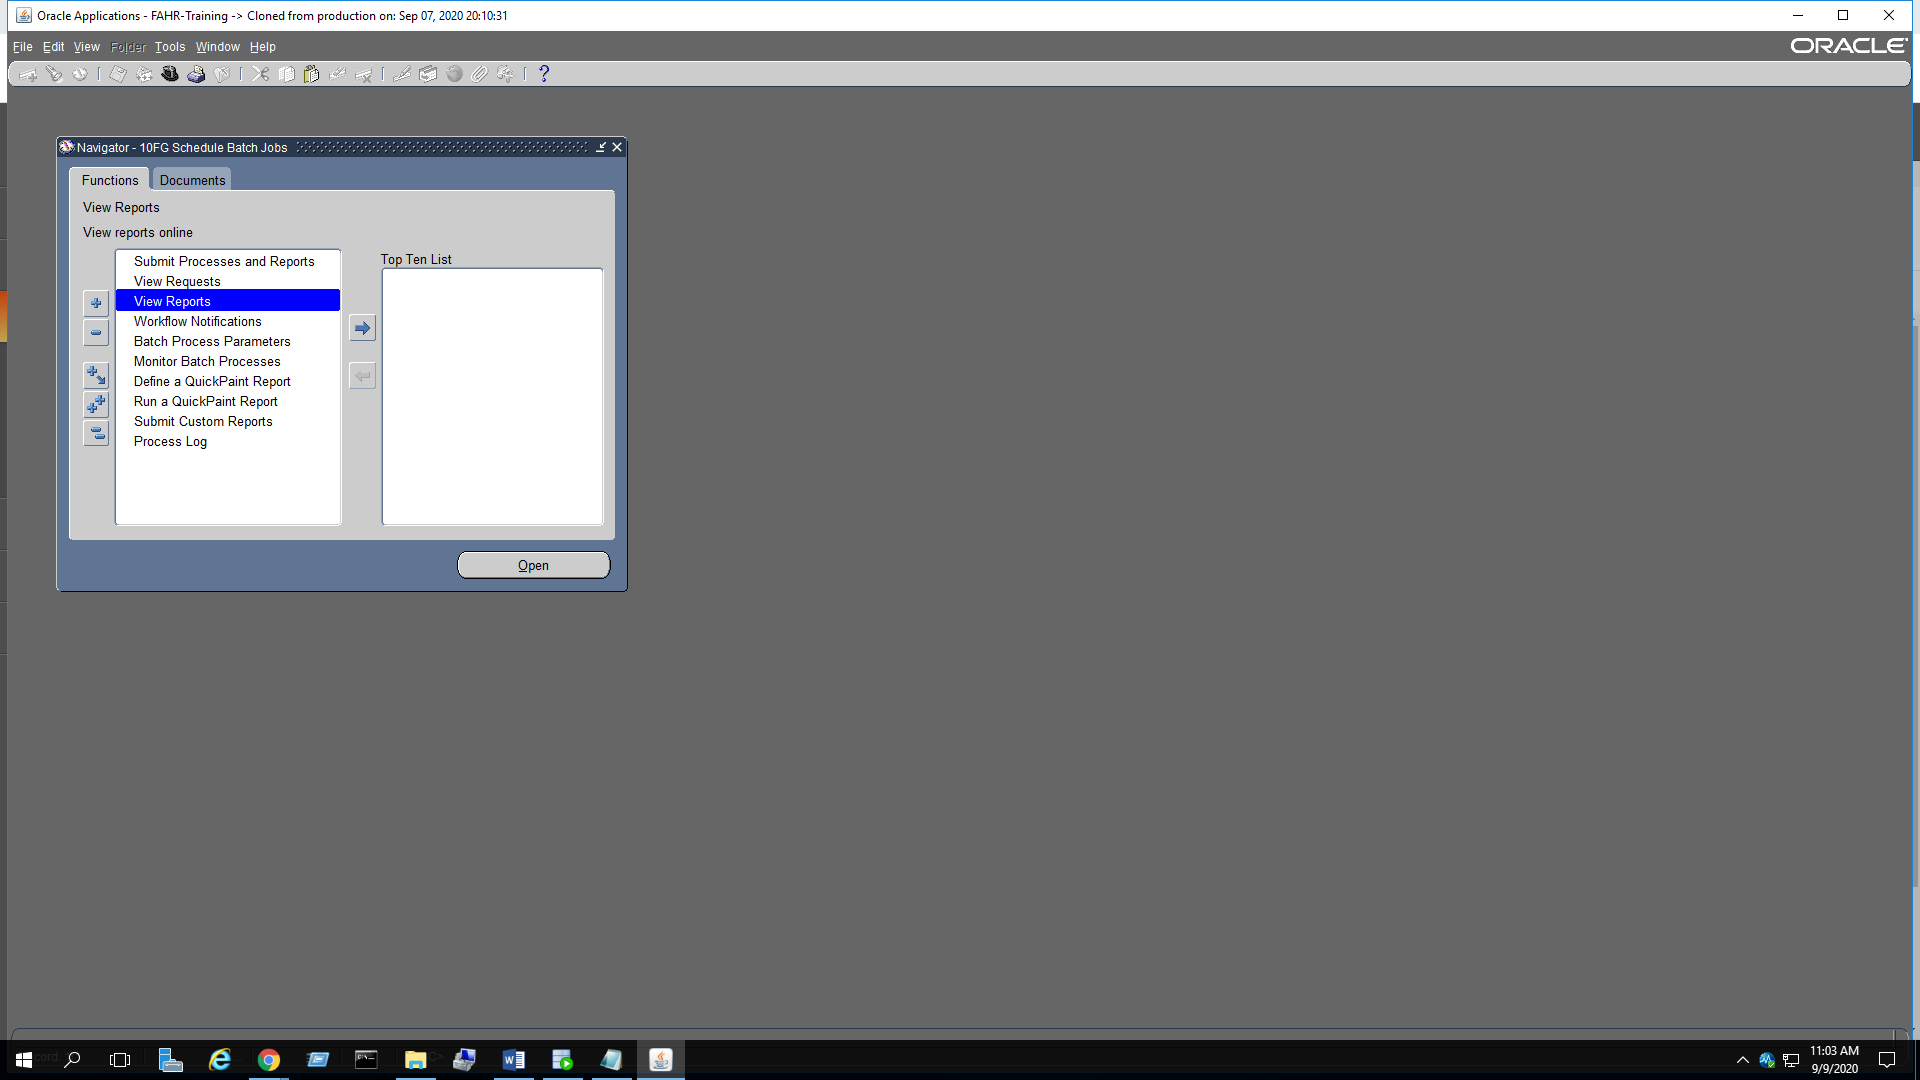 Oracle Applications - FAHR-Training -> Cloned from production on: Sep 07, 2020 20:10:31
File Edit View Folder Tools Window Help
ORACLE
Navigator - 10FG Schedule Batch Jobs
Functions Documents
View Reports
View reports online
Top Ten List
Submit Processes and Reports
View Requests
View Reports
Workflow Notifications
Batch Process Parameters
Monitor Batch Processes
Define a QuickPaint Report
Run a QuickPaint Report
Submit Custom Reports
Process Log
Open
11:03 AM
9/9/2020